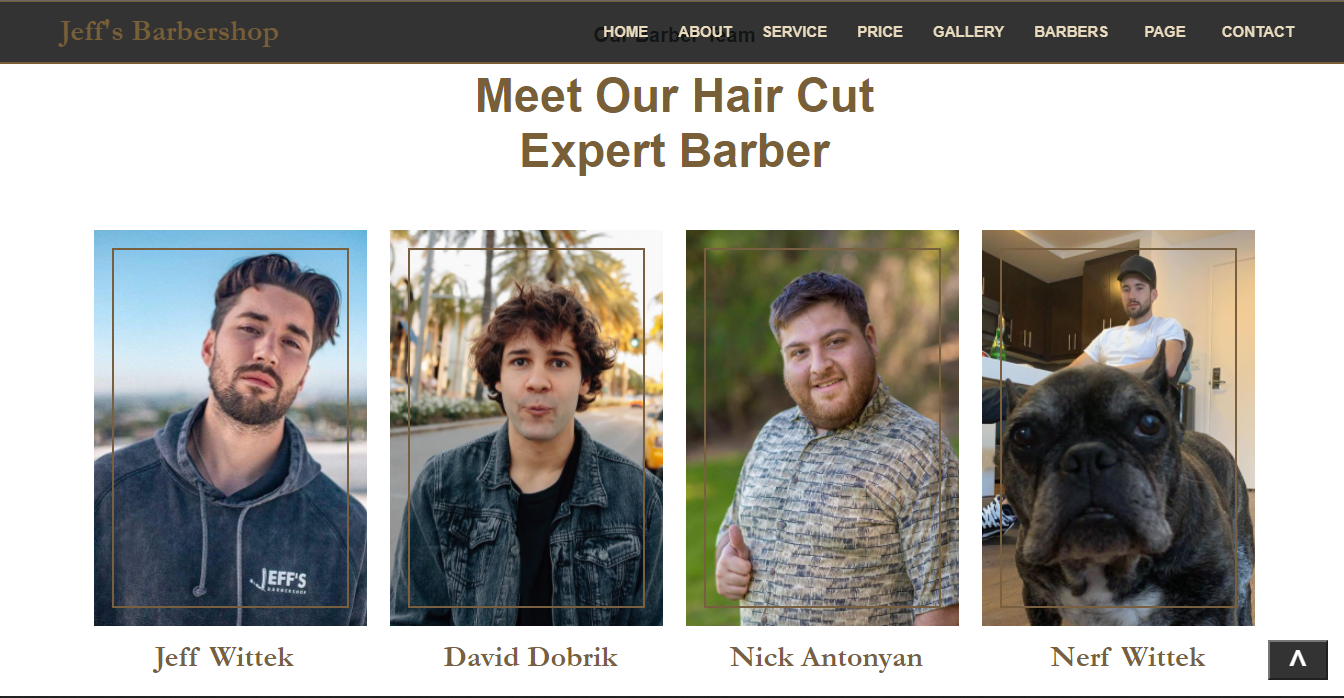 Jeff's Barbershop
HOME ABOUT SERVICE PRICE GALLERY BARBERS PAGE CONTACT
Our Barber Team
Meet Our Hair Cut
Expert Barber
JEFF'S
BARBERSHOP
Jeff Wittek David Dobrik Nick Antonyan Nerf Wittek